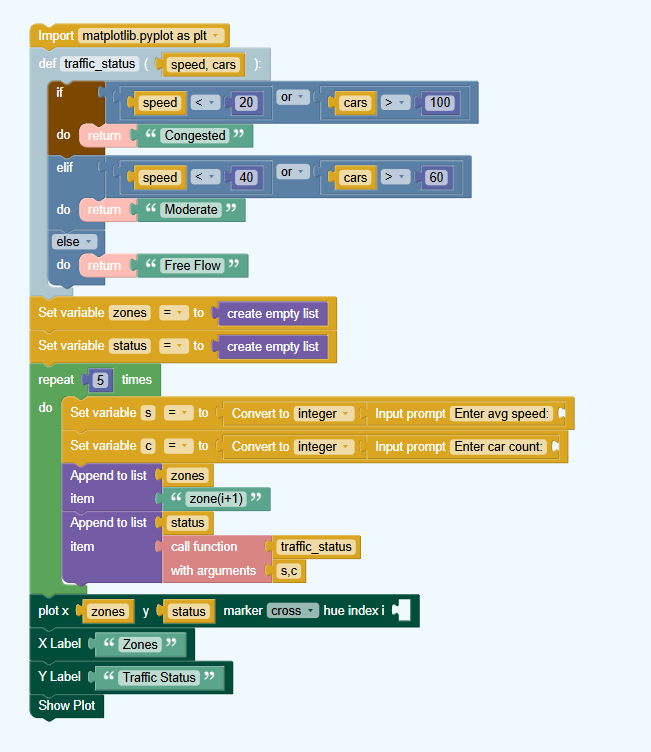 Import matplotlib.pyplot as plt
def traffic_status ( speed, cars ):
if speed < 20 or cars > 100
do return “ Congested ”
elif speed < 40 or cars > 60
do return “ Moderate ”
else
do return “ Free Flow ”
Set variable zones = to create empty list
Set variable status = to create empty list
repeat 5 times
do Set variable s = to Convert to integer Input prompt Enter avg speed:
Set variable c = to Convert to integer Input prompt Enter car count:
Append to list zones
item “ zone(i+1) ”
Append to list status
item call function traffic_status
with arguments s,c
plot x zones y status marker cross hue index i
X Label “ Zones ”
Y Label “ Traffic Status ”
Show Plot